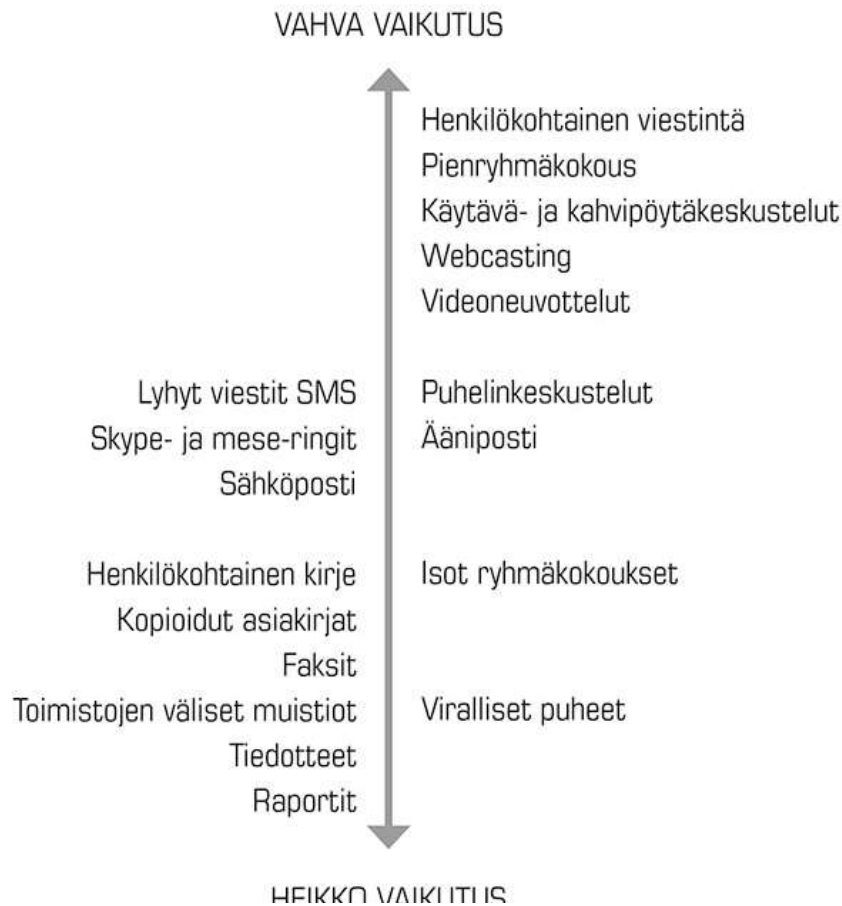 VAHVA VAIKUTUS
Henkilökohtainen viestintä
Pienryhmäkokous
Käytävä- ja kahvipöytäkeskustelut
Webcasting
Videoneuvottelut
Lyhyt viestit SMS
Puhelinkeskustelut
Skype- ja mese-ringit
Ääniposti
Sähköposti
Henkilökohtainen kirje
Isot ryhmäkokoukset
Kopioidut asiakirjat
Faksit
Toimistojen väliset muistiot
Viralliset puheet
Tiedotteet
Raportit
HEIKKO VAIKUTUS